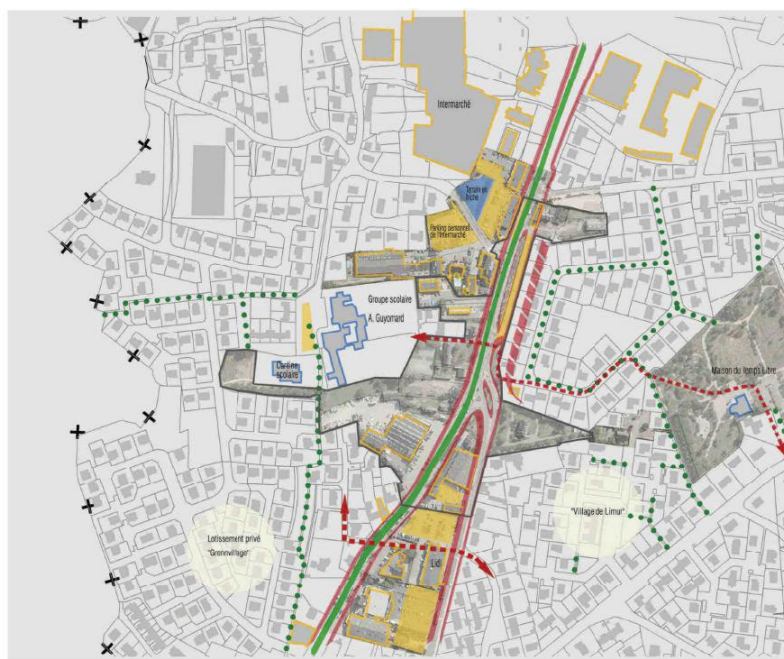 Intermarché
Terrain en
friche
Parking personnel
de l'Intermarché
Groupe scolaire
A. Guyomard
Cantine
scolaire
Maison du Temps Libre
"Village de Limur"
Lotissement privé
"Grennvillage"
Lidl